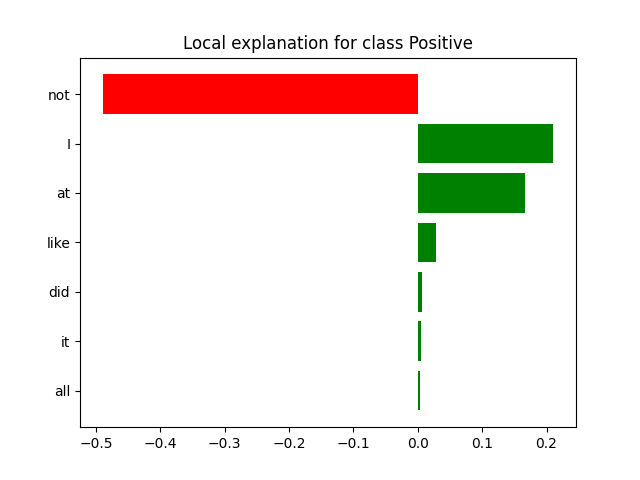 Local explanation for class Positive
not
I
at
like
did
it
all
−0.5 −0.4 −0.3 −0.2 −0.1 0.0 0.1 0.2